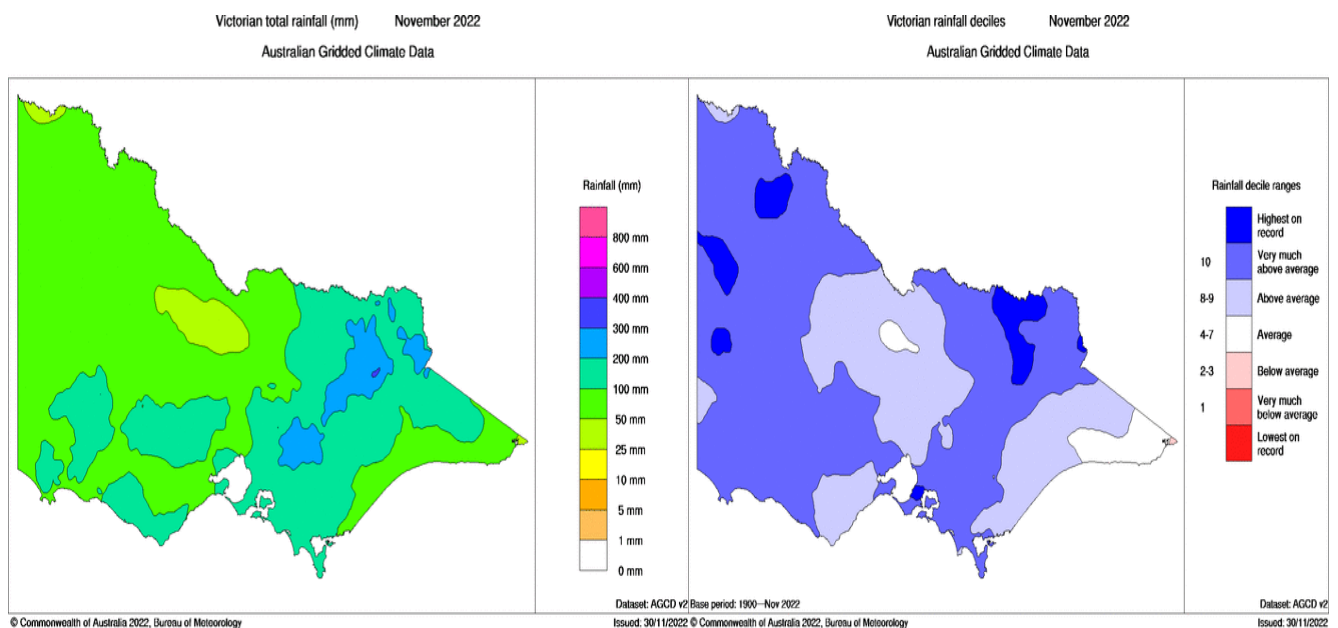 Victorian total rainfall (mm) November 2022
Australian Gridded Climate Data
Rainfall (mm)
800 mm
600 mm
400 mm
300 mm
200 mm
100 mm
50 mm
25 mm
10 mm
5 mm
1 mm
0 mm
Dataset: AGCD v2
© Commonwealth of Australia 2022, Bureau of Meteorology
Issued: 30/11/2022
Victorian rainfall deciles November 2022
Australian Gridded Climate Data
Rainfall decile ranges
Highest on
record
10 Very much
above average
8-9 Above average
4-7 Average
2-3 Below average
1 Very much
below average
Lowest on
record
Base period: 1900—Nov 2022
Dataset: AGCD v2
© Commonwealth of Australia 2022, Bureau of Meteorology
Issued: 30/11/2022